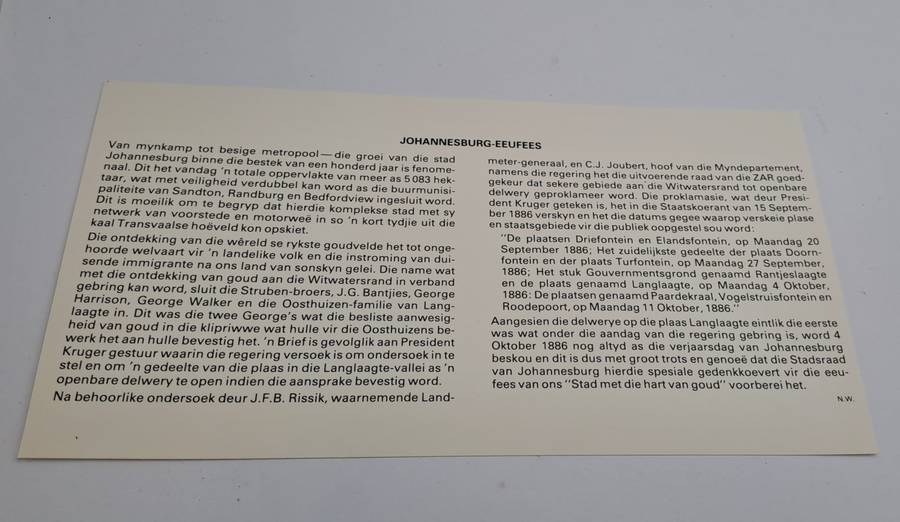 JOHANNESBURG-EEUFEES
Van mynkamp tot besige metropool—die groei van die stad
Johannesburg binne die bestek van een honderd jaar is fenome-
naal. Dit het vandag 'n totale oppervlakte van meer as 5 083 hek-
taar, wat met veiligheid verdubbel kan word as die buurmunisi-
paliteite van Sandton, Randburg en Bedfordview ingesluit word.
Dit is moeilik om te begryp dat hierdie komplekse stad met sy
netwerk van voorstede en motorweë in so 'n kort tydjie uit die
kaal Transvaalse hoëveld kon opskiet.
Die ontdekking van die wêreld se rykste goudvelde het tot onge-
hoorde welvaart vir 'n landelike volk en die instroming van dui-
sende immigrante na ons land van sonskyn gelei. Die name wat
met die ontdekking van goud aan die Witwatersrand in verband
gebring kan word, sluit die Struben-broers, J.G. Bantjies, George
Harrison, George Walker en die Oosthuizen-familie van Lang-
laagte in. Dit was die twee George's wat die besliste aanwesig-
heid van goud in die klipriwwe wat hulle vir die Oosthuizens be-
werk het aan hulle bevestig het. 'n Brief is gevolglik aan President
Kruger gestuur waarin die regering versoek is om ondersoek in te
stel en om 'n gedeelte van die plaas in die Langlaagte-vallei as 'n
openbare delwery te open indien die aansprake bevestig word.
Na behoorlike ondersoek deur J.F.B. Rissik, waarnemende Land-
meter-generaal, en C.J. Joubert, hoof van die Myndepartement,
namens die regering het die uitvoerende raad van die ZAR goed-
gekeur dat sekere gebiede aan die Witwatersrand tot openbare
delwery geproklameer word. Die proklamasie, wat deur Presi-
dent Kruger geteken is, het in die Staatskoerant van 15 Septem-
ber 1886 verskyn en het die datums gegee waarop verskeie plase
en staatsgebiede vir die publiek oopgestel sou word:
"De plaatsen Driefontein en Elandsfontein, op Maandag 20
September 1886; Het zuidelijkste gedeelte der plaats Doorn-
fontein en der plaats Turfontein, op Maandag 27 September,
1886; Het stuk Gouvernmentsgrond genaamd Rantjeslaagte
en de plaats genaamd Langlaagte, op Maandag 4 Oktober,
1886: De plaatsen genaamd Paardekraal, Vogelstruisfontein en
Roodepoort, op Maandag 11 Oktober, 1886."
Aangesien die delwerye op die plaas Langlaagte eintlik die eerste
was wat onder die aandag van die regering gebring is, word 4
Oktober 1886 nog altyd as die verjaarsdag van Johannesburg
beskou en dit is dus met groot trots en genoeë dat die Stadsraad
van Johannesburg hierdie spesiale gedenkkoevert vir die eeu-
fees van ons "Stad met die hart van goud" voorberei het.
N.W.